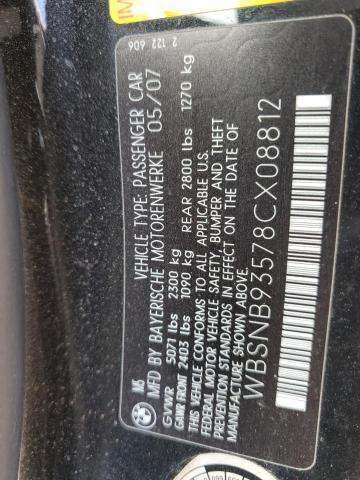 IM
2 122 606
M5
VEHICLE TYPE: PASSENGER CAR
MFD BY BAYERISCHE MOTORENWERKE 05/07
GVWR 5071 lbs 2300 kg
GAWR FRONT 2403 lbs 1090 kg REAR 2800 lbs 1270 kg
THIS VEHICLE CONFORMS TO ALL APPLICABLE U.S.
FEDERAL MOTOR VEHICLE SAFETY, BUMPER AND THEFT
PREVENTION STANDARDS IN EFFECT ON THE DATE OF
MANUFACTURE SHOWN ABOVE.
WBSNB93578CX08812